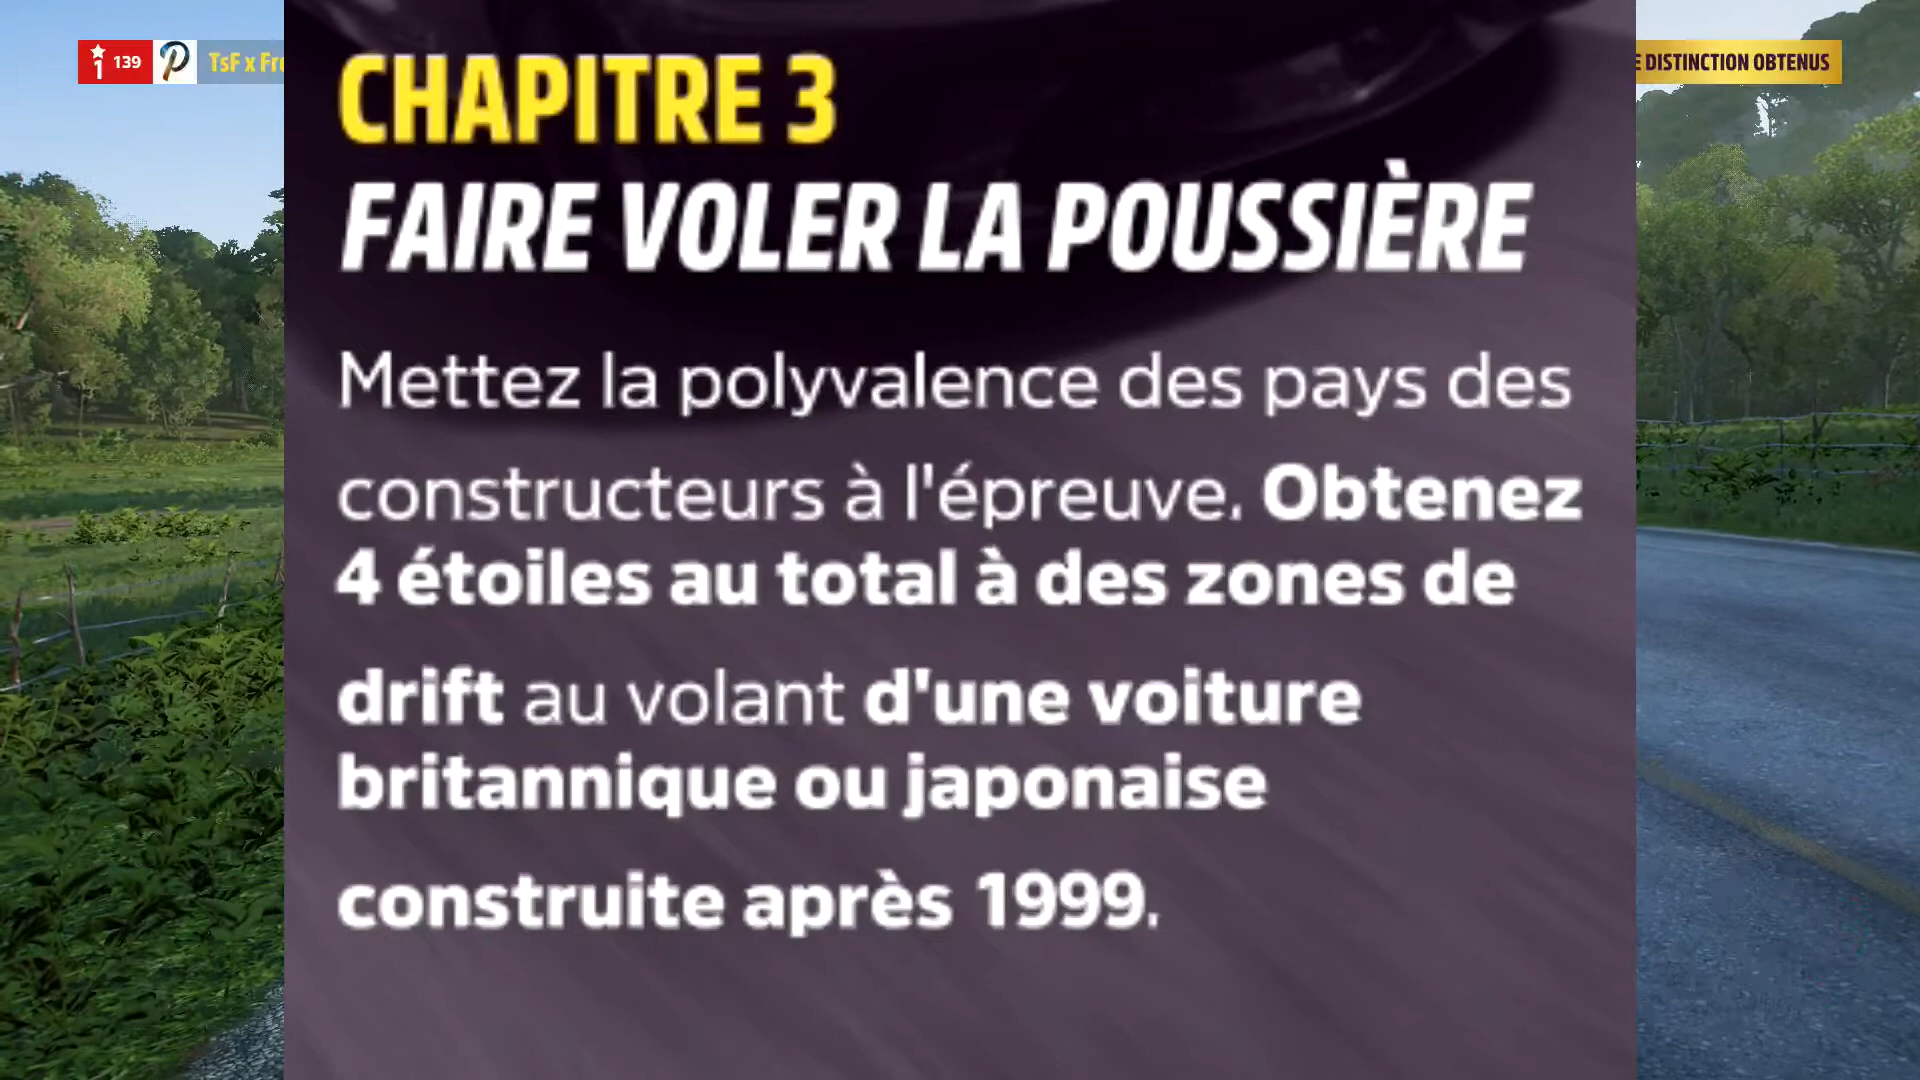 1 139 P TsF x Fr
E DISTINCTION OBTENUS
CHAPITRE 3
FAIRE VOLER LA POUSSIÈRE
Mettez la polyvalence des pays des
constructeurs à l'épreuve. Obtenez
4 étoiles au total à des zones de
drift au volant d'une voiture
britannique ou japonaise
construite après 1999.